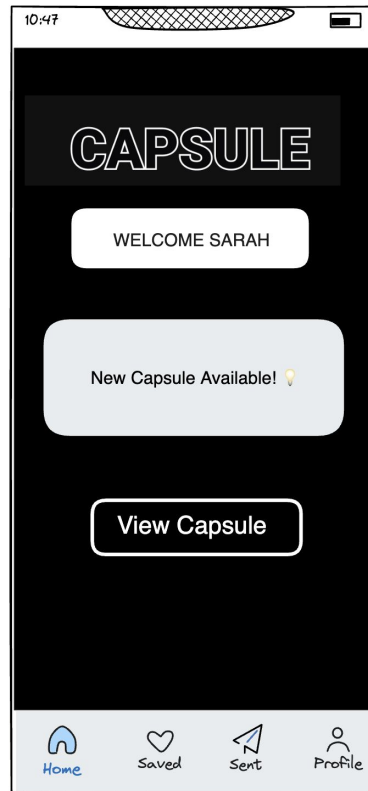 10:47
CAPSULE
WELCOME SARAH
New Capsule Available! 💡
View Capsule
Home Saved Sent Profile